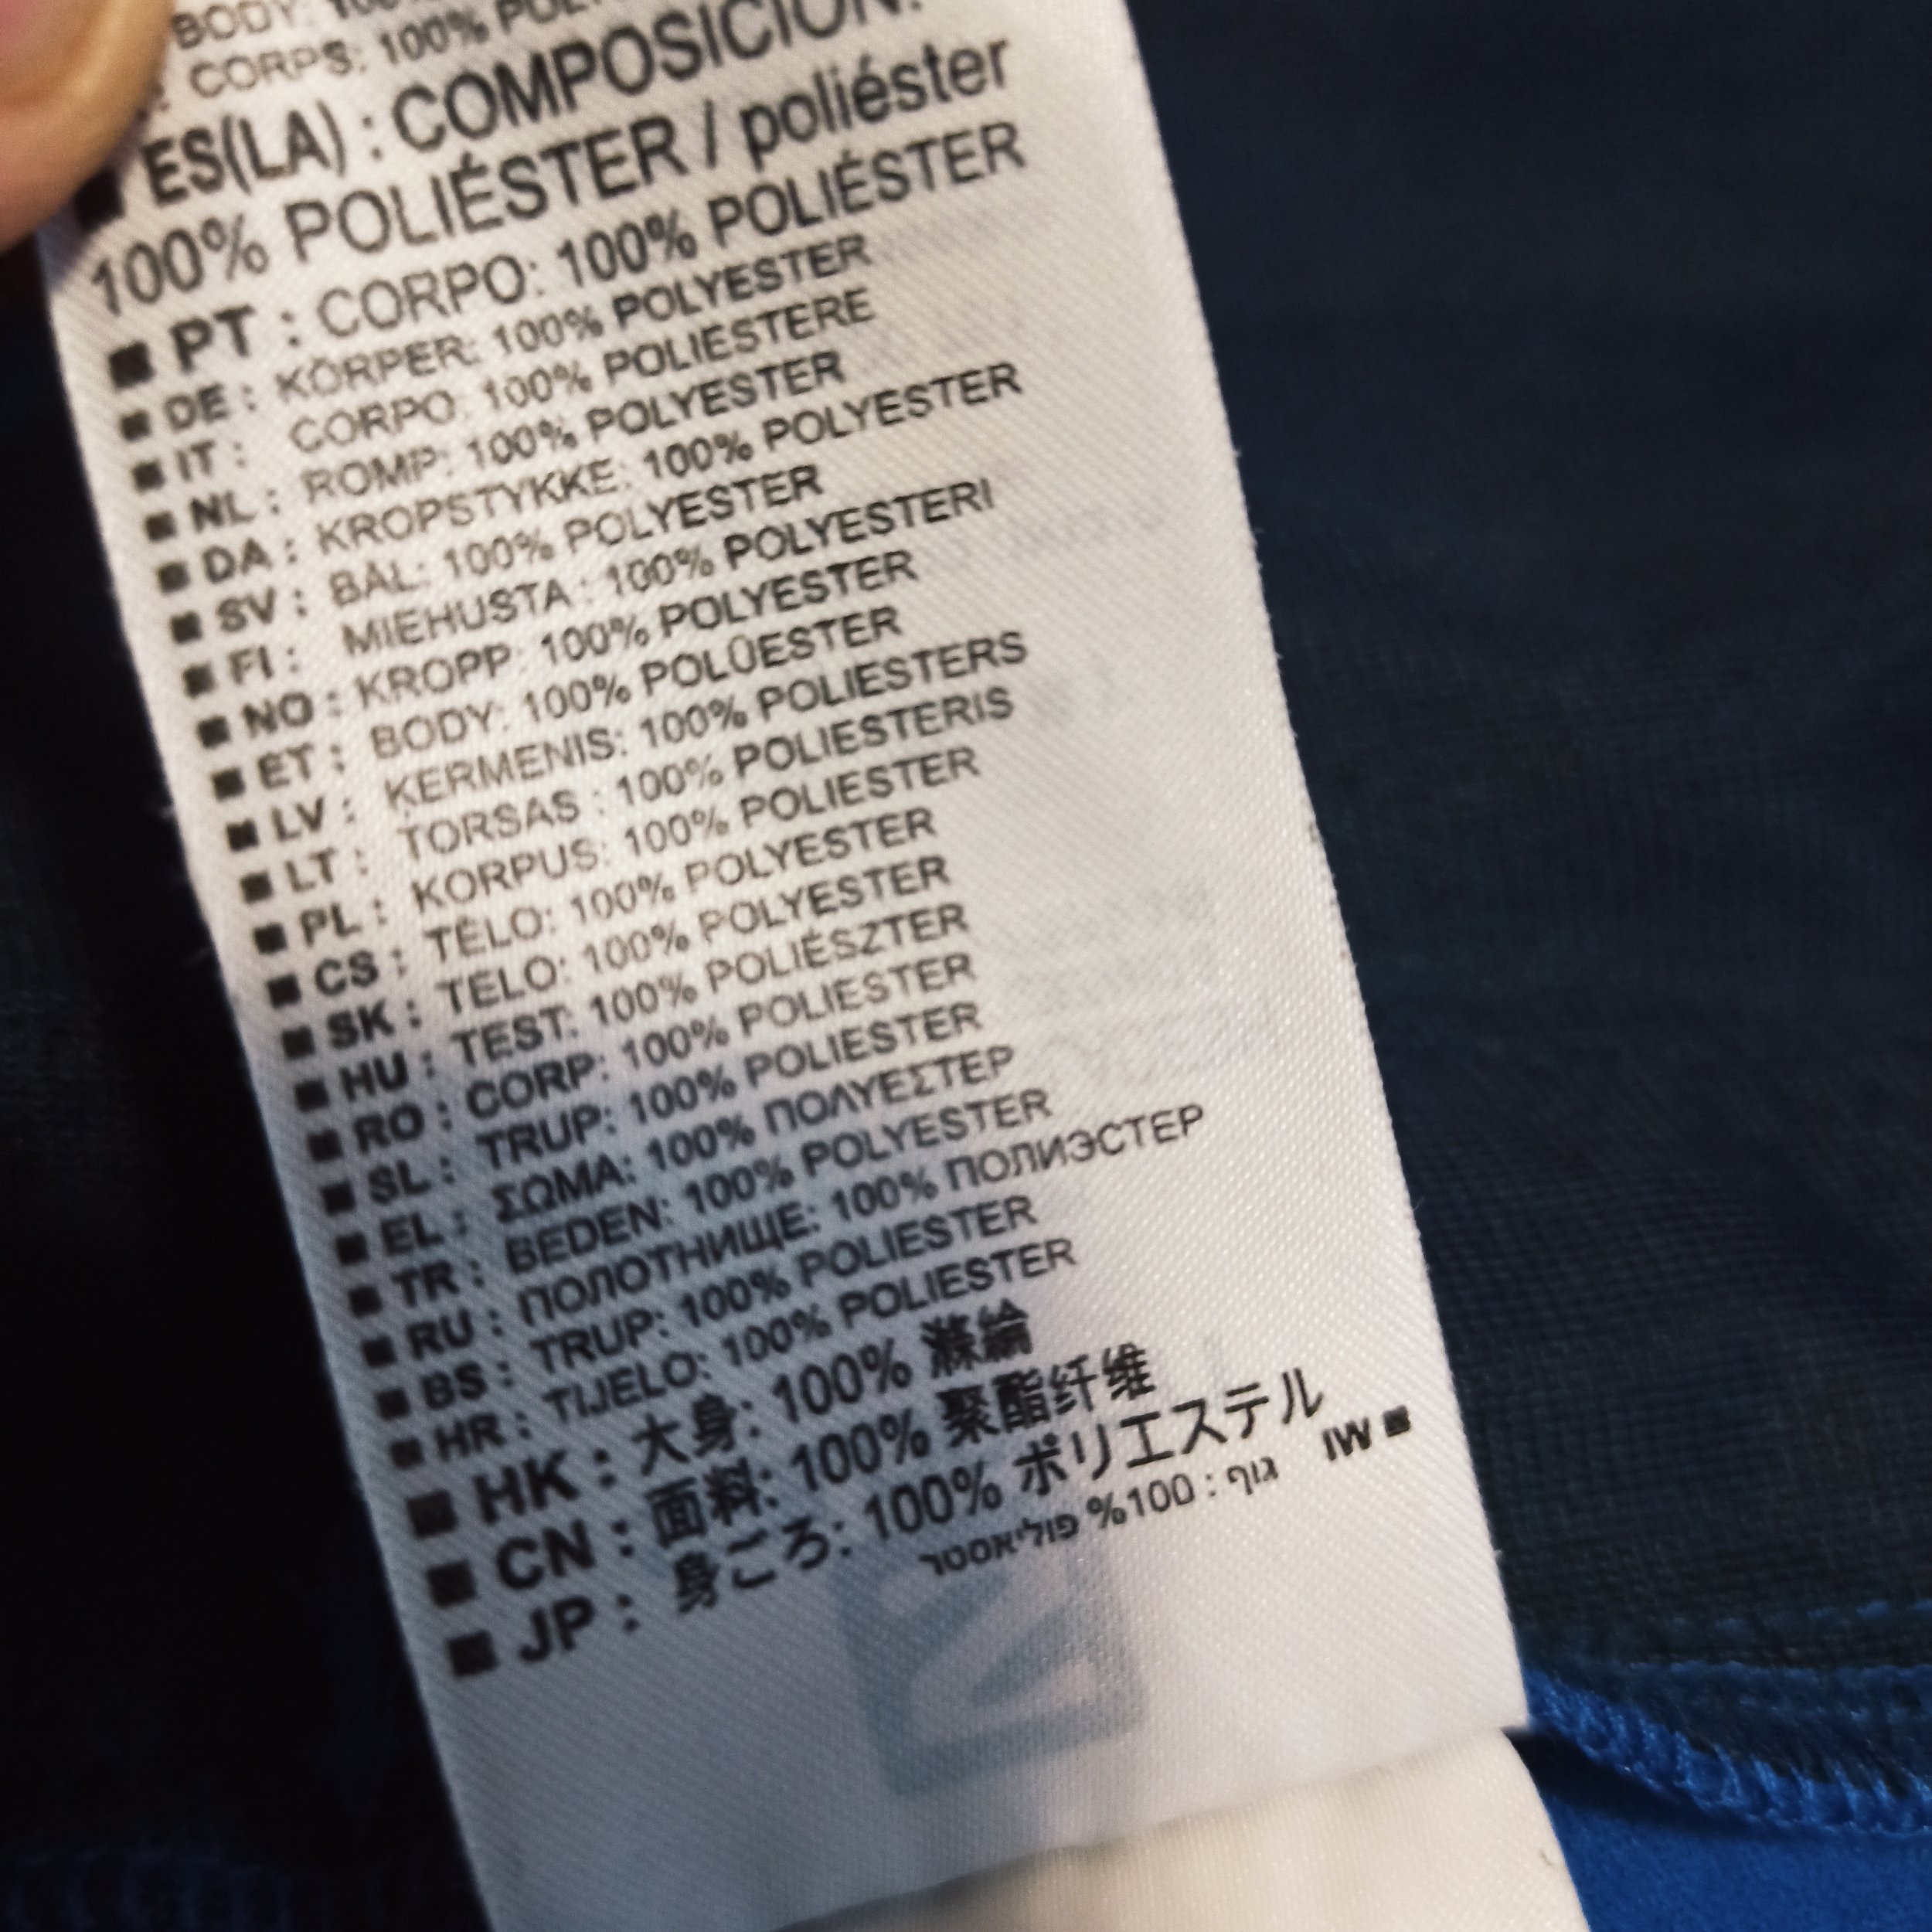 BODY: 100%
: CORPS: 100%
■ ES(LA) : COMPOSICIÓN:
100% POLIÉSTER / poliéster
■ PT : CORPO: 100% POLIÉSTER
■ DE : KÖRPER: 100% POLYESTER
■ IT : CORPO: 100% POLIESTERE
■ NL : ROMP: 100% POLYESTER
■ DA : KROPSTYKKE: 100% POLYESTER
■ SV : BÅL: 100% POLYESTER
■ FI : MIEHUSTA : 100% POLYESTERI
■ NO : KROPP: 100% POLYESTER
■ ET : BODY: 100% POLÜESTER
■ LV : ĶERMENIS: 100% POLIESTERS
■ LT : TORSAS : 100% POLIESTERIS
■ PL : KORPUS: 100% POLIESTER
■ CS : TĚLO: 100% POLYESTER
■ SK : TELO: 100% POLYESTER
■ HU : TEST: 100% POLIÉSZTER
■ RO : CORP: 100% POLIESTER
■ SL : TRUP: 100% POLIESTER
■ EL : ΣΩΜΑ: 100% ΠΟΛΥΕΣΤΕΡ
■ TR : BEDEN: 100% POLYESTER
■ RU : ПОЛОТНИЩЕ: 100% ПОЛИЭСТЕР
■ BS : TRUP: 100% POLIESTER
■ HR : TIJELO: 100% POLIESTER
■ HK : 大身: 100% 滌綸
■ CN : 面料: 100% 聚酯纤维
■ JP : 身ごろ: 100% ポリエステル
■ IW גוף : 100% פוליאסטר